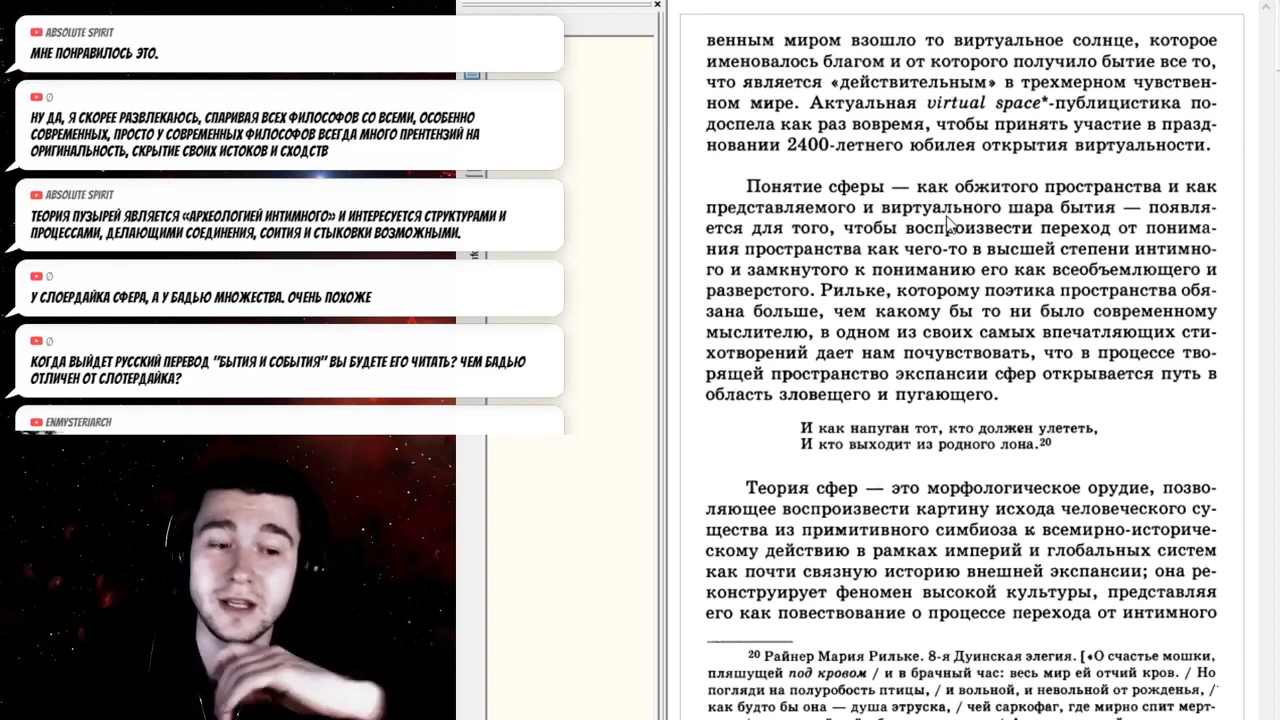 ABSOLUTE SPIRIT
МНЕ ПОНРАВИЛОСЬ ЭТО.
Ø
НУ ДА, Я СКОРЕЕ РАЗВЛЕКАЮСЬ, СПАРИВАЯ ВСЕХ ФИЛОСОФОВ СО ВСЕМИ, ОСОБЕННО
СОВРЕМЕННЫХ, ПРОСТО У СОВРЕМЕННЫХ ФИЛОСОФОВ ВСЕГДА МНОГО ПРЕНТЕНЗИЙ НА
ОРИГИНАЛЬНОСТЬ, СКРЫТИЕ СВОИХ ИСТОКОВ И СХОДСТВ
ABSOLUTE SPIRIT
ТЕОРИЯ ПУЗЫРЕЙ ЯВЛЯЕТСЯ «АРХЕОЛОГИЕЙ ИНТИМНОГО» И ИНТЕРЕСУЕТСЯ СТРУКТУРАМИ И
ПРОЦЕССАМИ, ДЕЛАЮЩИМИ СОЕДИНЕНИЯ, СОИТИЯ И СТЫКОВКИ ВОЗМОЖНЫМИ.
Ø
У СЛОЕРДАЙКА СФЕРА, А У БАДЬЮ МНОЖЕСТВА. ОЧЕНЬ ПОХОЖЕ
Ø
КОГДА ВЫЙДЕТ РУССКИЙ ПЕРЕВОД "БЫТИЯ И СОБЫТИЯ" ВЫ БУДЕТЕ ЕГО ЧИТАТЬ? ЧЕМ БАДЬЮ
ОТЛИЧЕН ОТ СЛОТЕРДАЙКА?
ENMYSTERIARCH
венным миром взошло то виртуальное солнце, которое
именовалось благом и от которого получило бытие все то,
что является «действительным» в трехмерном чувствен-
ном мире. Актуальная virtual space*-публицистика по-
доспела как раз вовремя, чтобы принять участие в празд-
новании 2400-летнего юбилея открытия виртуальности.
Понятие сферы — как обжитого пространства и как
представляемого и виртуального шара бытия — появля-
ется для того, чтобы воспроизвести переход от понима-
ния пространства как чего-то в высшей степени интимно-
го и замкнутого к пониманию его как всеобъемлющего и
разверстого. Рильке, которому поэтика пространства обя-
зана больше, чем какому бы то ни было современному
мыслителю, в одном из своих самых впечатляющих сти-
хотворений дает нам почувствовать, что в процессе тво-
рящей пространство экспансии сфер открывается путь в
область зловещего и пугающего.
И как напуган тот, кто должен улететь,
И кто выходит из родного лона.20
Теория сфер — это морфологическое орудие, позво-
ляющее воспроизвести картину исхода человеческого су-
щества из примитивного симбиоза к всемирно-историче-
скому действию в рамках империй и глобальных систем
как почти связную историю внешней экспансии; она ре-
конструирует феномен высокой культуры, представляя
его как повествование о процессе перехода от интимного
20 Райнер Мария Рильке. 8-я Дуинская элегия. [«О счастье мошки,
пляшущей под кровом / и в брачный час: весь мир ей отчий кров. / Но
погляди на полуробость птицы, / и вольной, и невольной от рожденья, /
как будто бы она — душа этруска, / чей саркофаг, где мирно спит мерт-